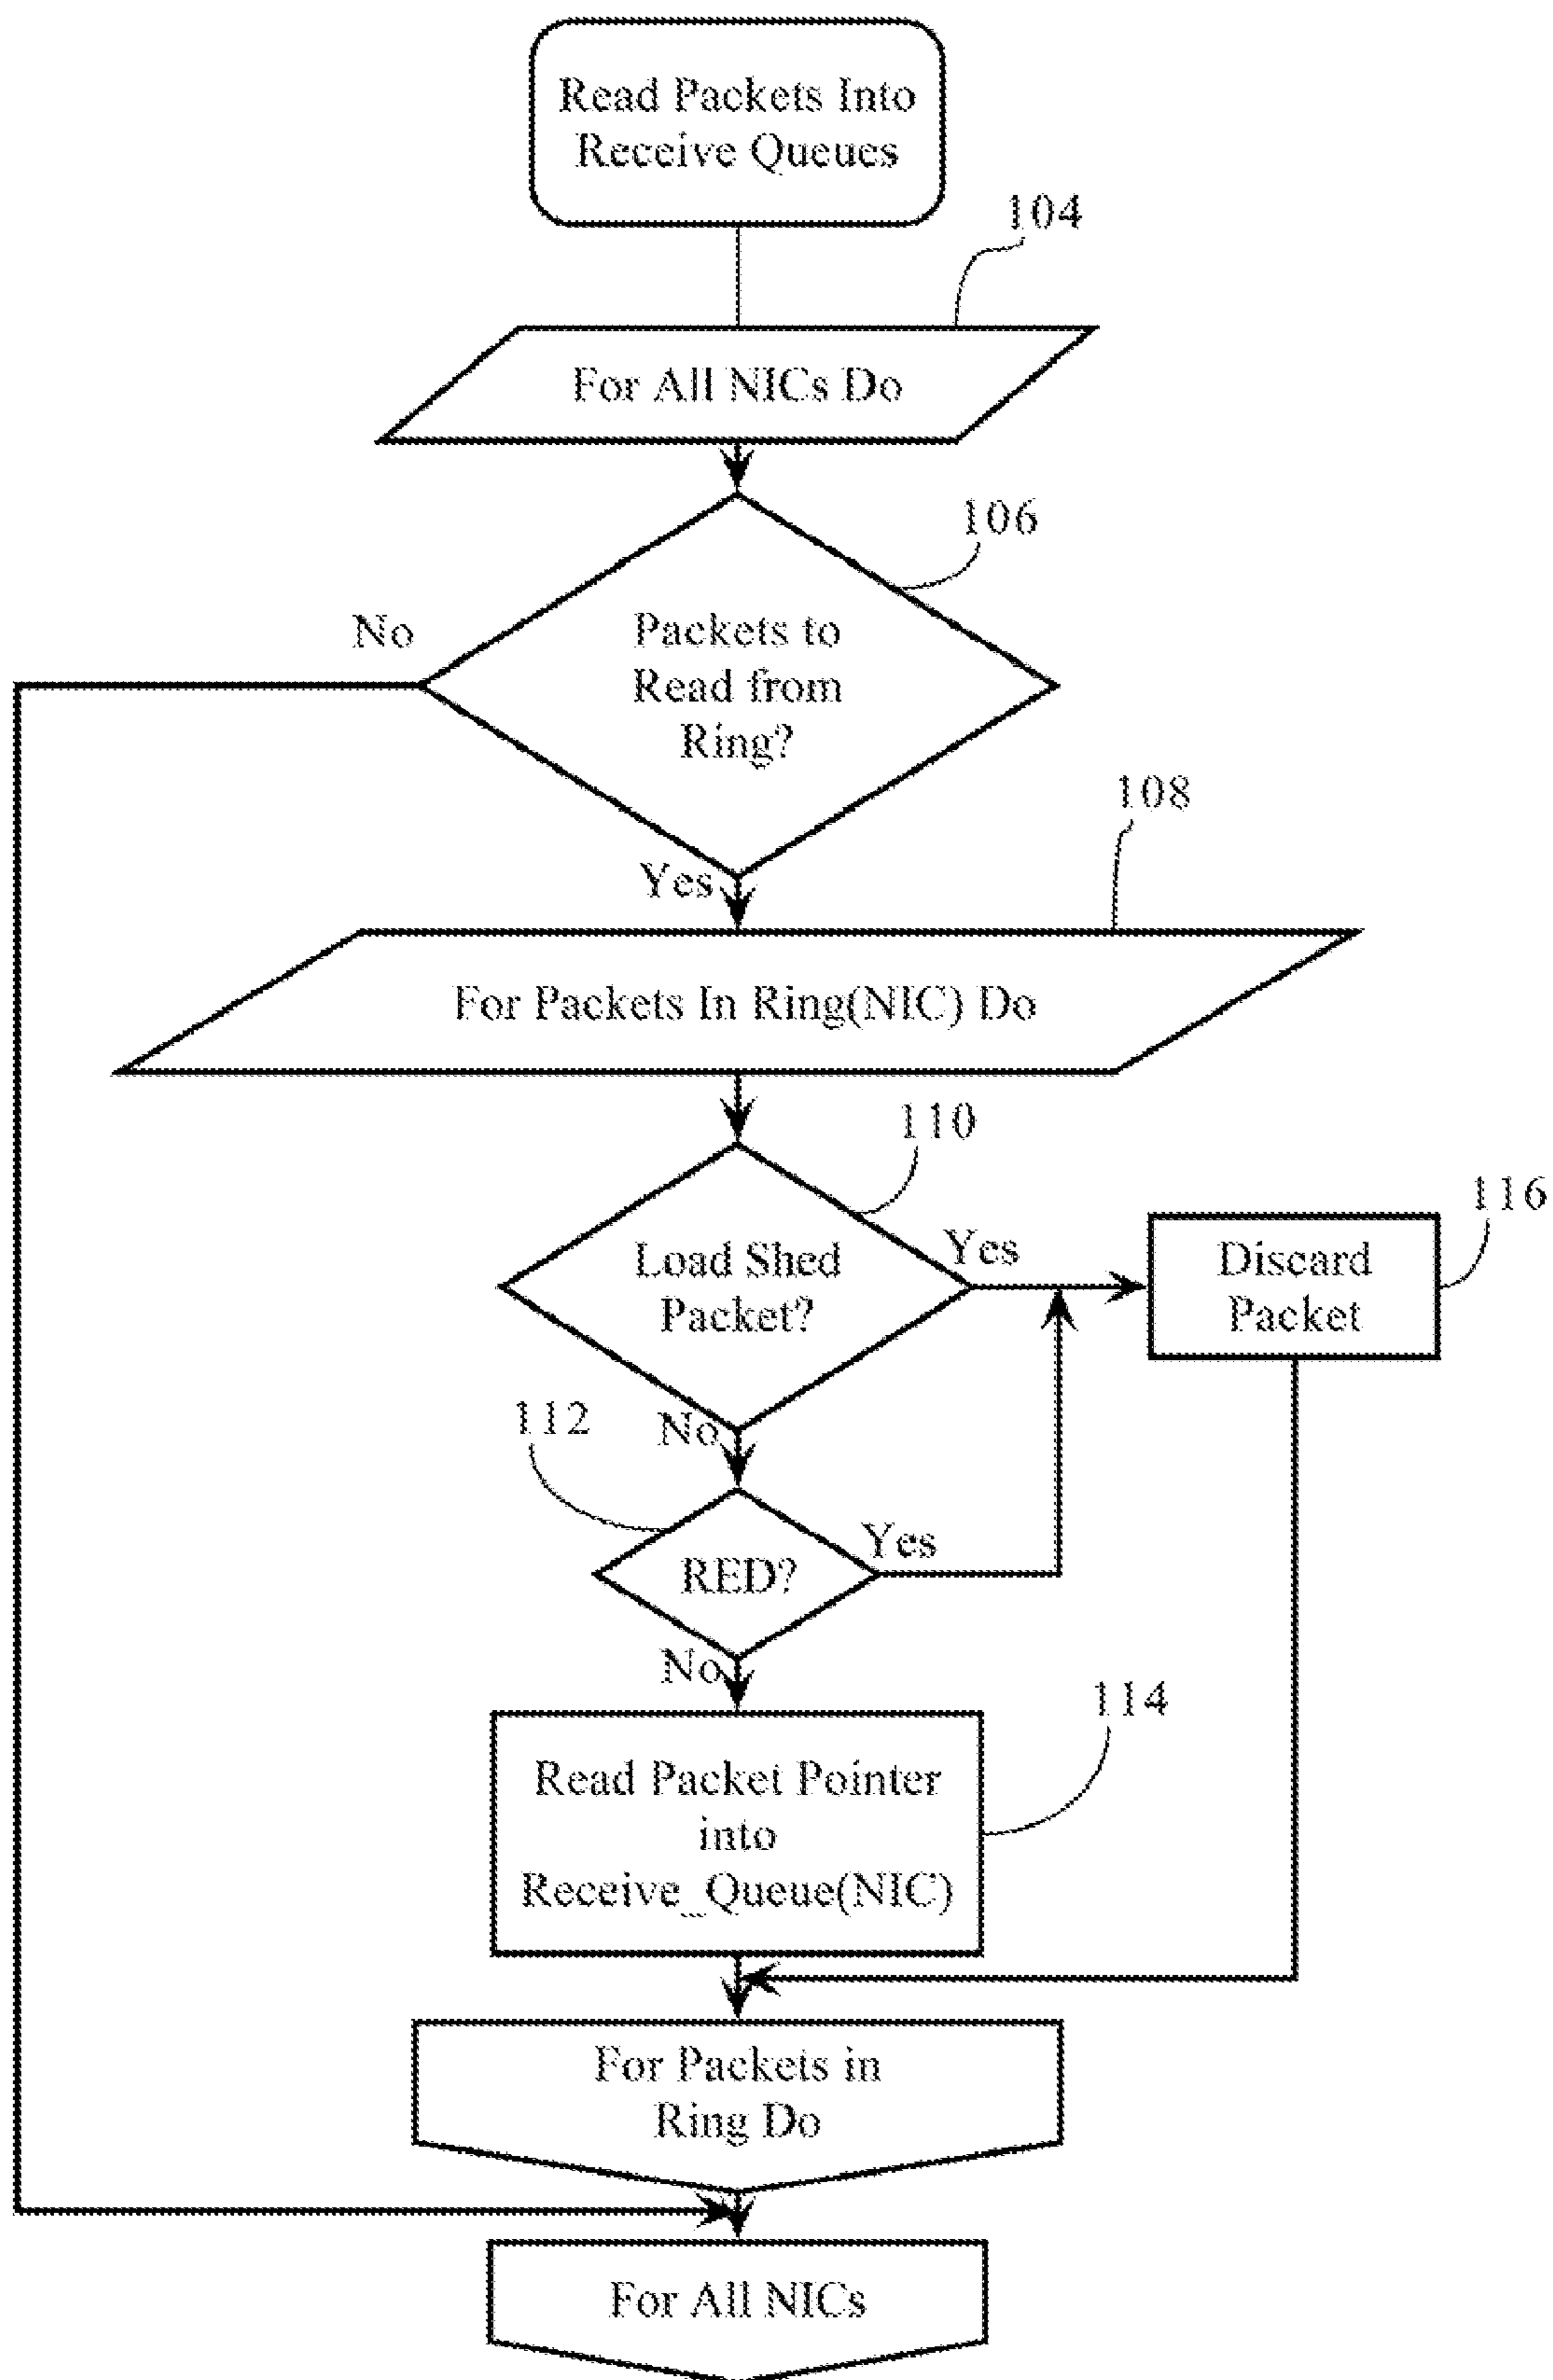 Read Packets Into
Receive Queues
104
For All NICs Do
106
No
Packets to
Read from
Ring?
108
Yes
For Packets In Ring(NIC) Do
110
116
Load Shed
Packet?
Yes
Discard
Packet
112
No
RED?
Yes
No
114
Read Packet Pointer
into
Receive_Queue(NIC)
For Packets in
Ring Do
For All NICs